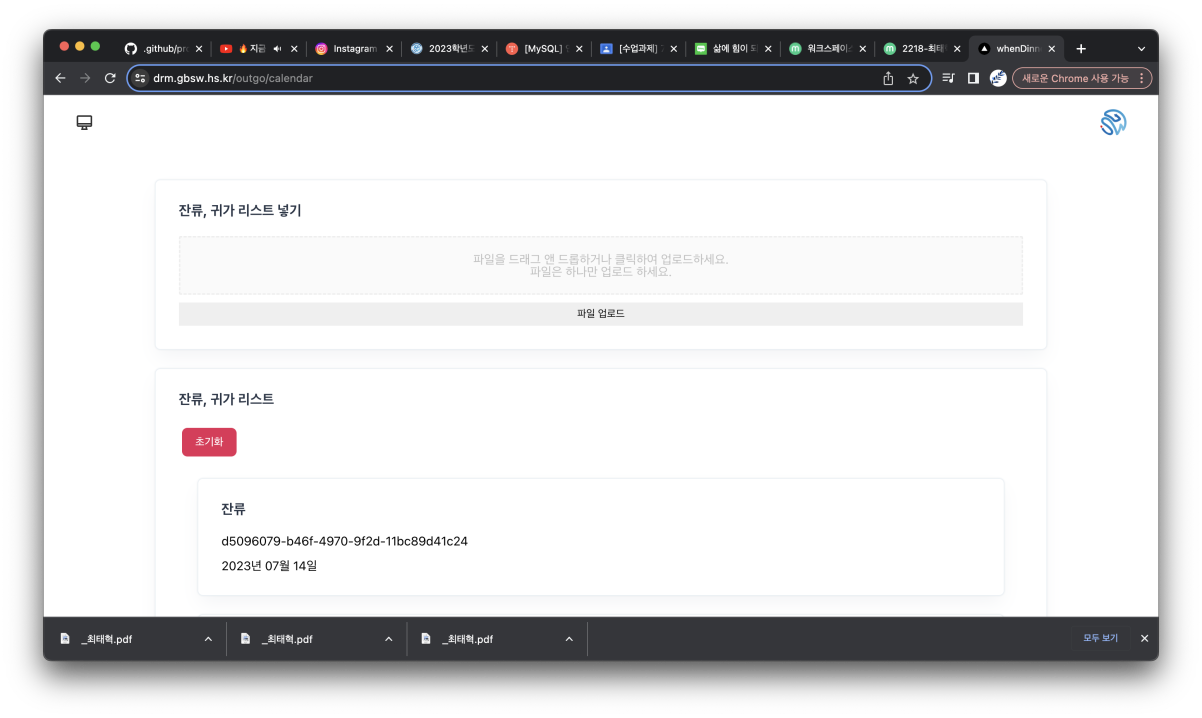 .github/pr
🔥지금
Instagram
2023학년도
[MySQL]
[수업과제]
삶에 힘이 되
워크스페이스
2218-최태
whenDinn
drm.gbsw.hs.kr/outgo/calendar
새로운 Chrome 사용 가능
잔류, 귀가 리스트 넣기
파일을 드래그 앤 드롭하거나 클릭하여 업로드하세요.
파일은 하나만 업로드 하세요.
파일 업로드
잔류, 귀가 리스트
초기화
잔류
d5096079-b46f-4970-9f2d-11bc89d41c24
2023년 07월 14일
_최태혁.pdf
_최태혁.pdf
_최태혁.pdf
모두 보기